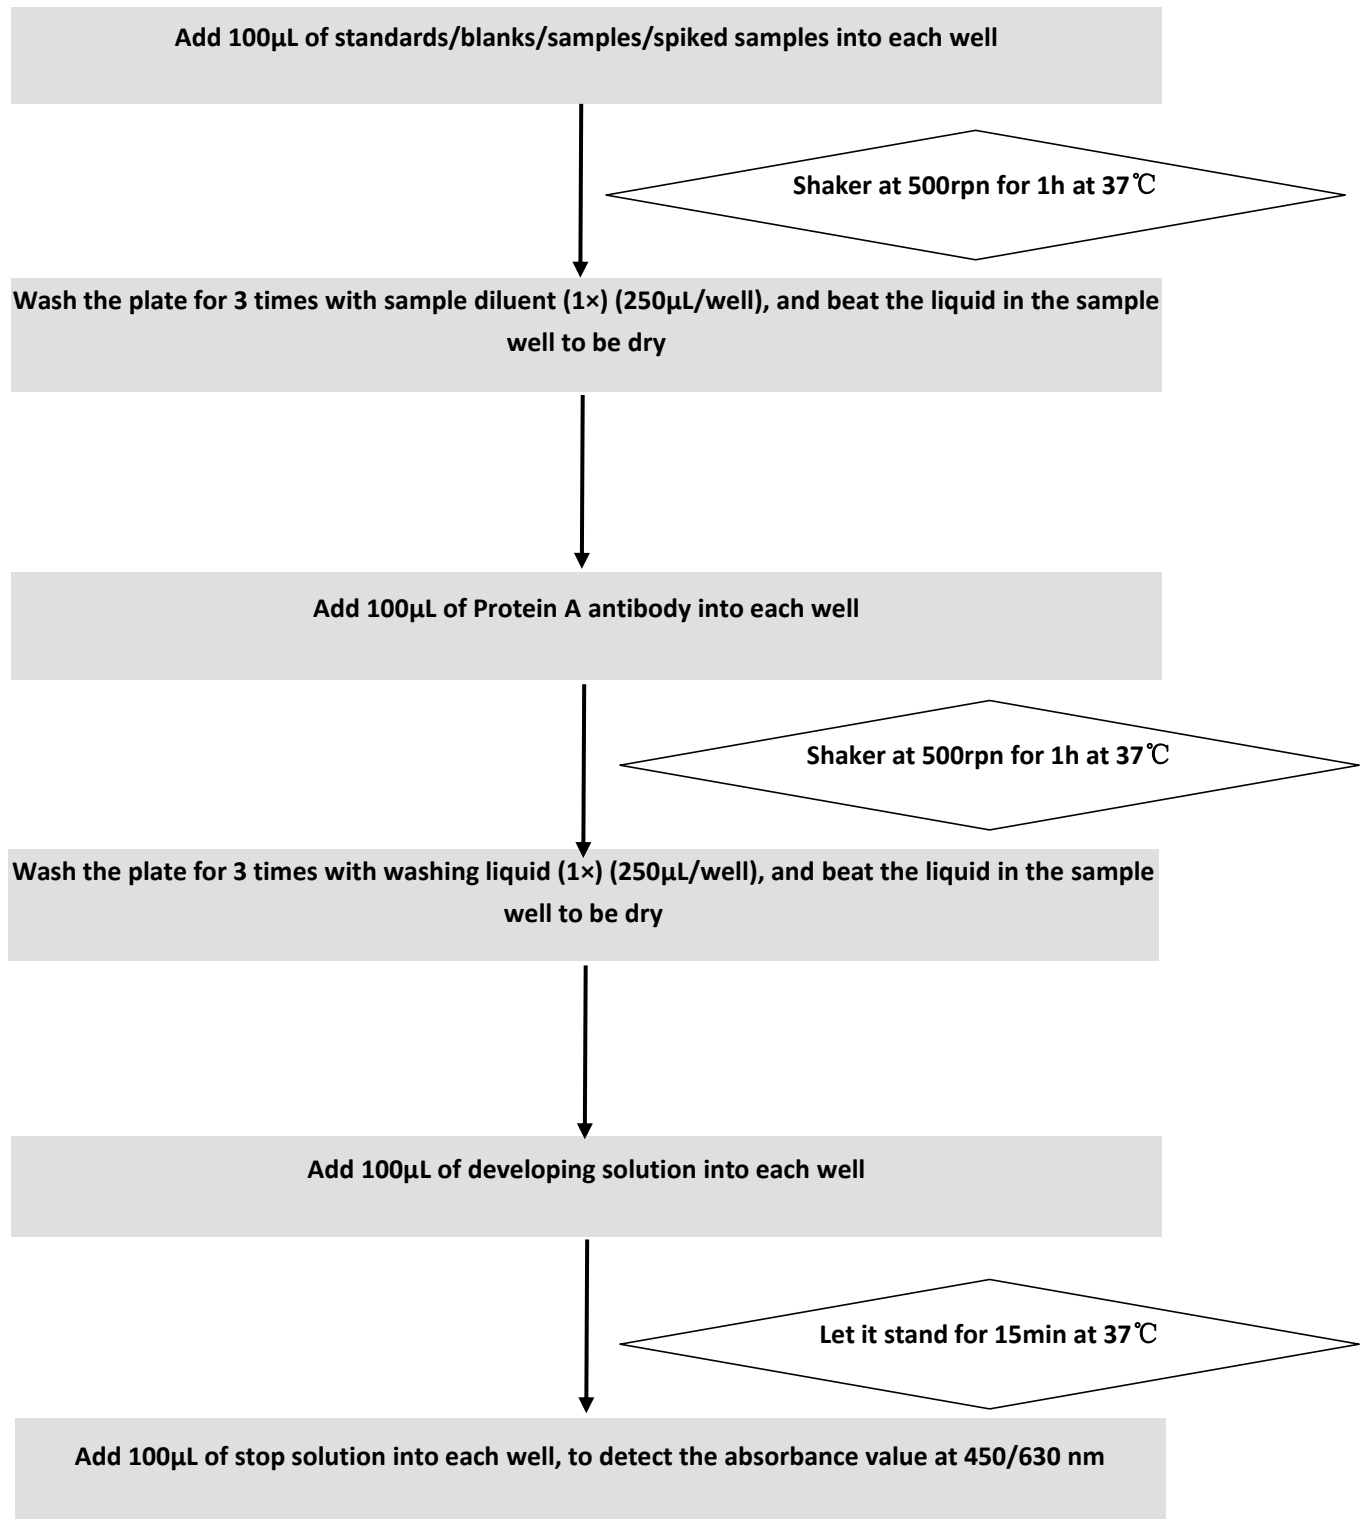 Add 100μL of standards/blanks/samples/spiked samples into each well
Shaker at 500rpn for 1h at 37℃
Wash the plate for 3 times with sample diluent (1×) (250μL/well), and beat the liquid in the sample
well to be dry
Add 100μL of Protein A antibody into each well
Shaker at 500rpn for 1h at 37℃
Wash the plate for 3 times with washing liquid (1×) (250μL/well), and beat the liquid in the sample
well to be dry
Add 100μL of developing solution into each well
Let it stand for 15min at 37℃
Add 100μL of stop solution into each well, to detect the absorbance value at 450/630 nm